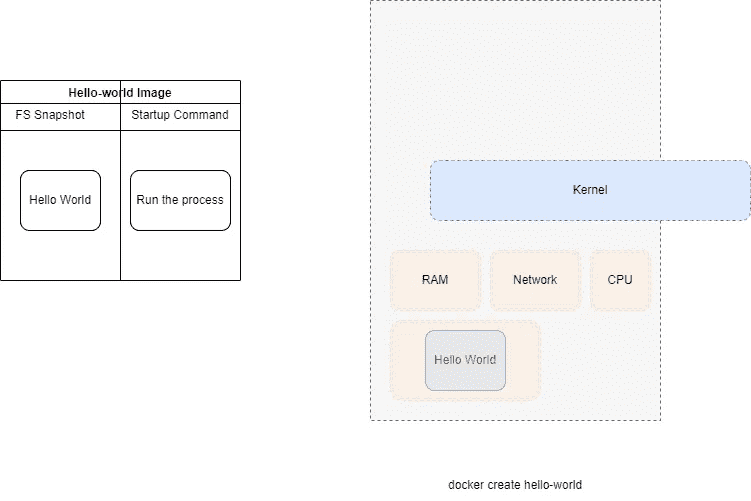 Hello-world Image
FS Snapshot
Startup Command
Hello World
Run the process
Kernel
RAM
Network
CPU
Hello World
docker create hello-world